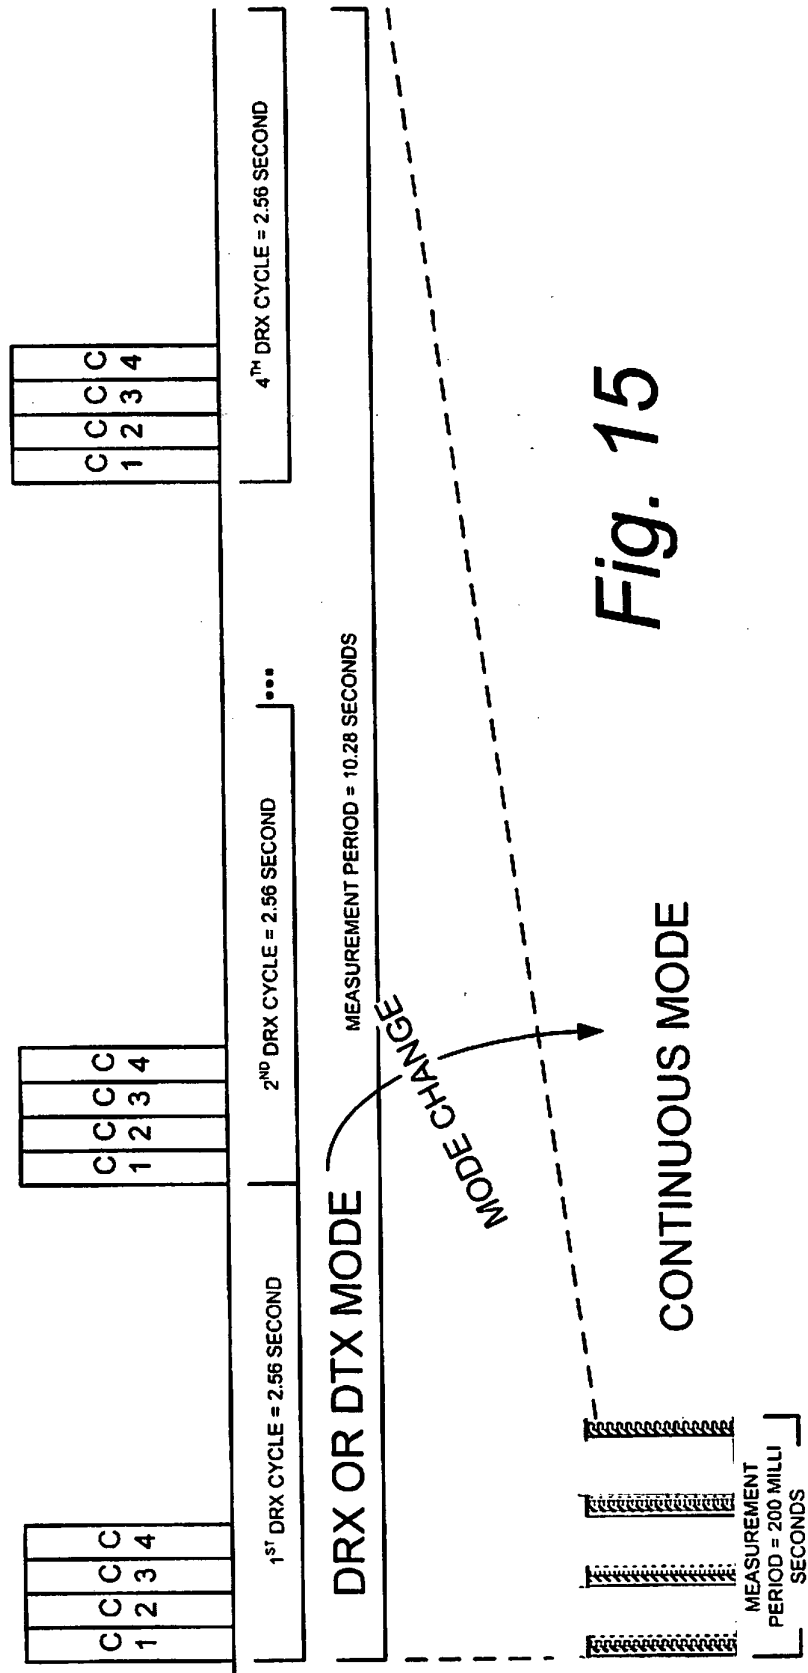 C C C C
1 2 3 4
C C C C
1 2 3 4
C C C C
1 2 3 4
1ST DRX CYCLE = 2.56 SECOND
2ND DRX CYCLE = 2.56 SECOND
...
4TH DRX CYCLE = 2.56 SECOND
DRX OR DTX MODE
MEASUREMENT PERIOD = 10.28 SECONDS
MODE CHANGE
CONTINUOUS MODE
MEASUREMENT
PERIOD = 200 MILLI
SECONDS
Fig. 15